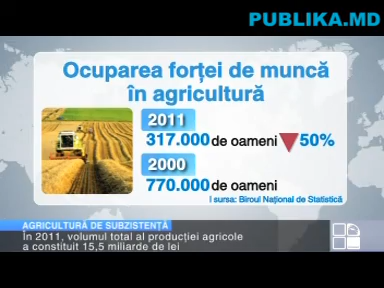 PUBLIKA.MD
Ocuparea forței de muncă
în agricultură
2011
317.000 de oameni 50%
2000
770.000 de oameni
sursa: Biroul Național de Statistică
AGRICULTURĂ DE SUBZISTENȚĂ
În 2011, volumul total al producției agricole
a constituit 15,5 miliarde de lei